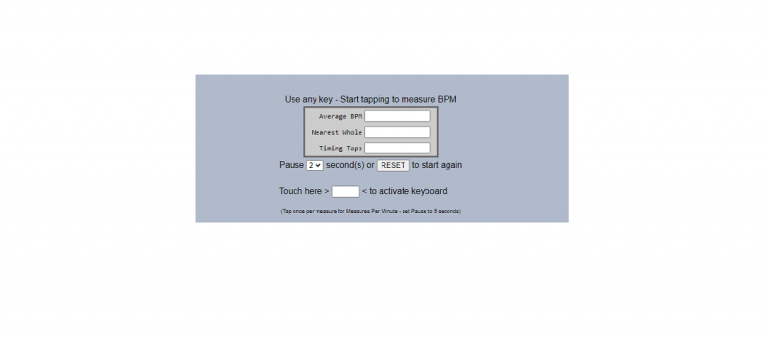 Use any key - Start tapping to measure BPM
Average BPM
Nearest Whole
Timing Taps
Pause 2 second(s) or RESET to start again
Touch here > < to activate keyboard
(Tap once per measure for Measures Per Minute - set Pause to 5 seconds)